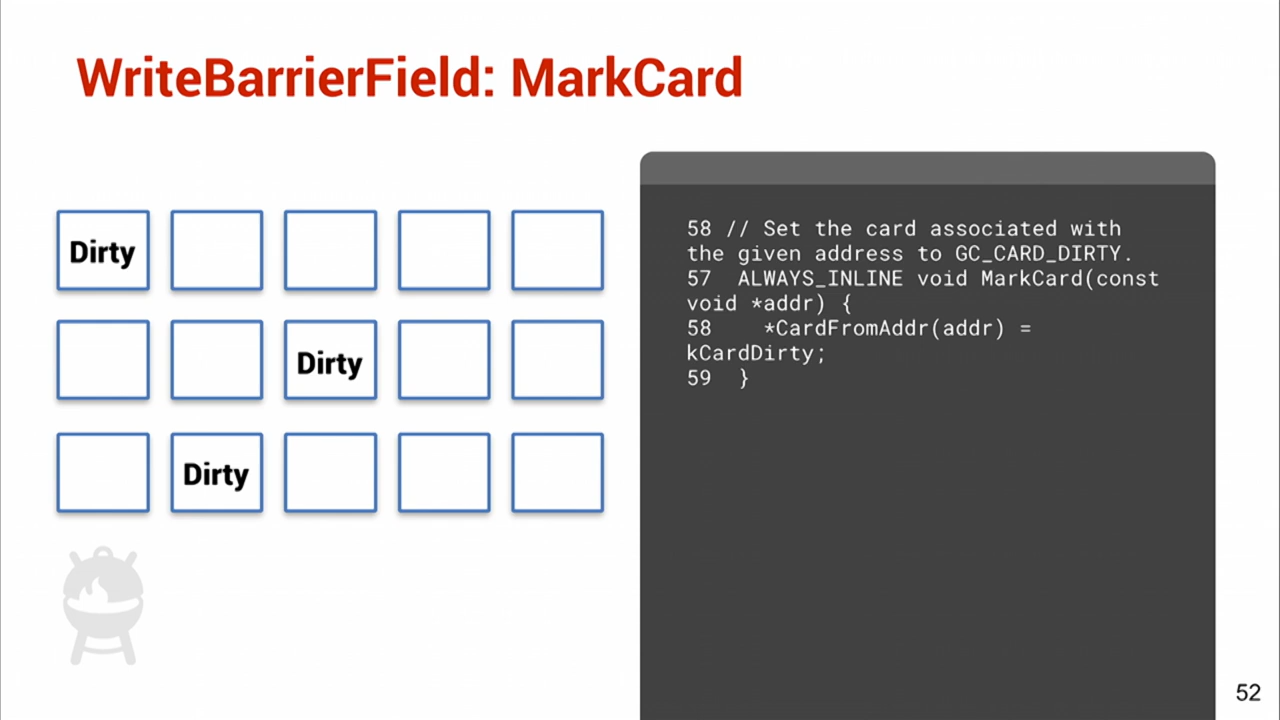 WriteBarrierField: MarkCard
Dirty
Dirty
Dirty
58 // Set the card associated with
the given address to GC_CARD_DIRTY.
57  ALWAYS_INLINE void MarkCard(const
void *addr) {
58    *CardFromAddr(addr) =
kCardDirty;
59  }
52